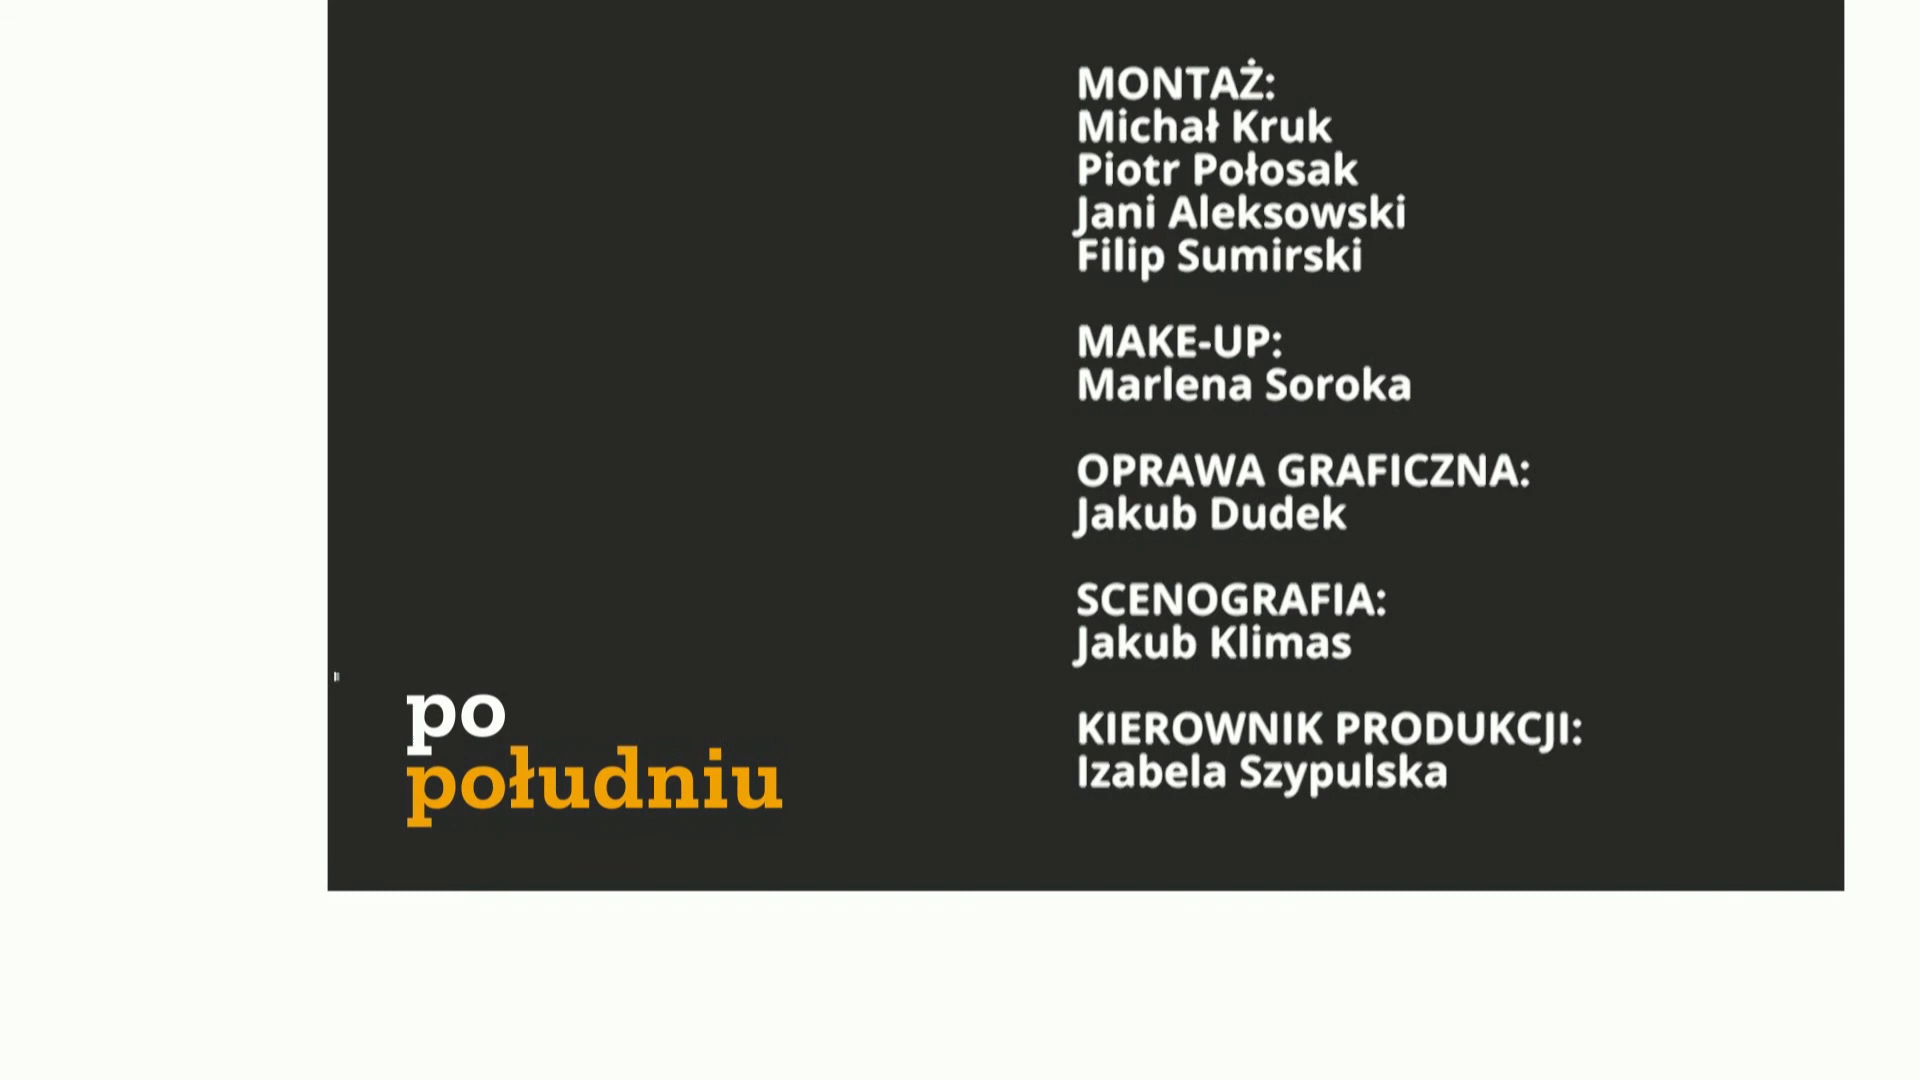 MONTAŻ:
Michał Kruk
Piotr Połosak
Jani Aleksowski
Filip Sumirski
MAKE-UP:
Marlena Soroka
OPRAWA GRAFICZNA:
Jakub Dudek
SCENOGRAFIA:
Jakub Klimas
KIEROWNIK PRODUKCJI:
Izabela Szypulska
po
południu